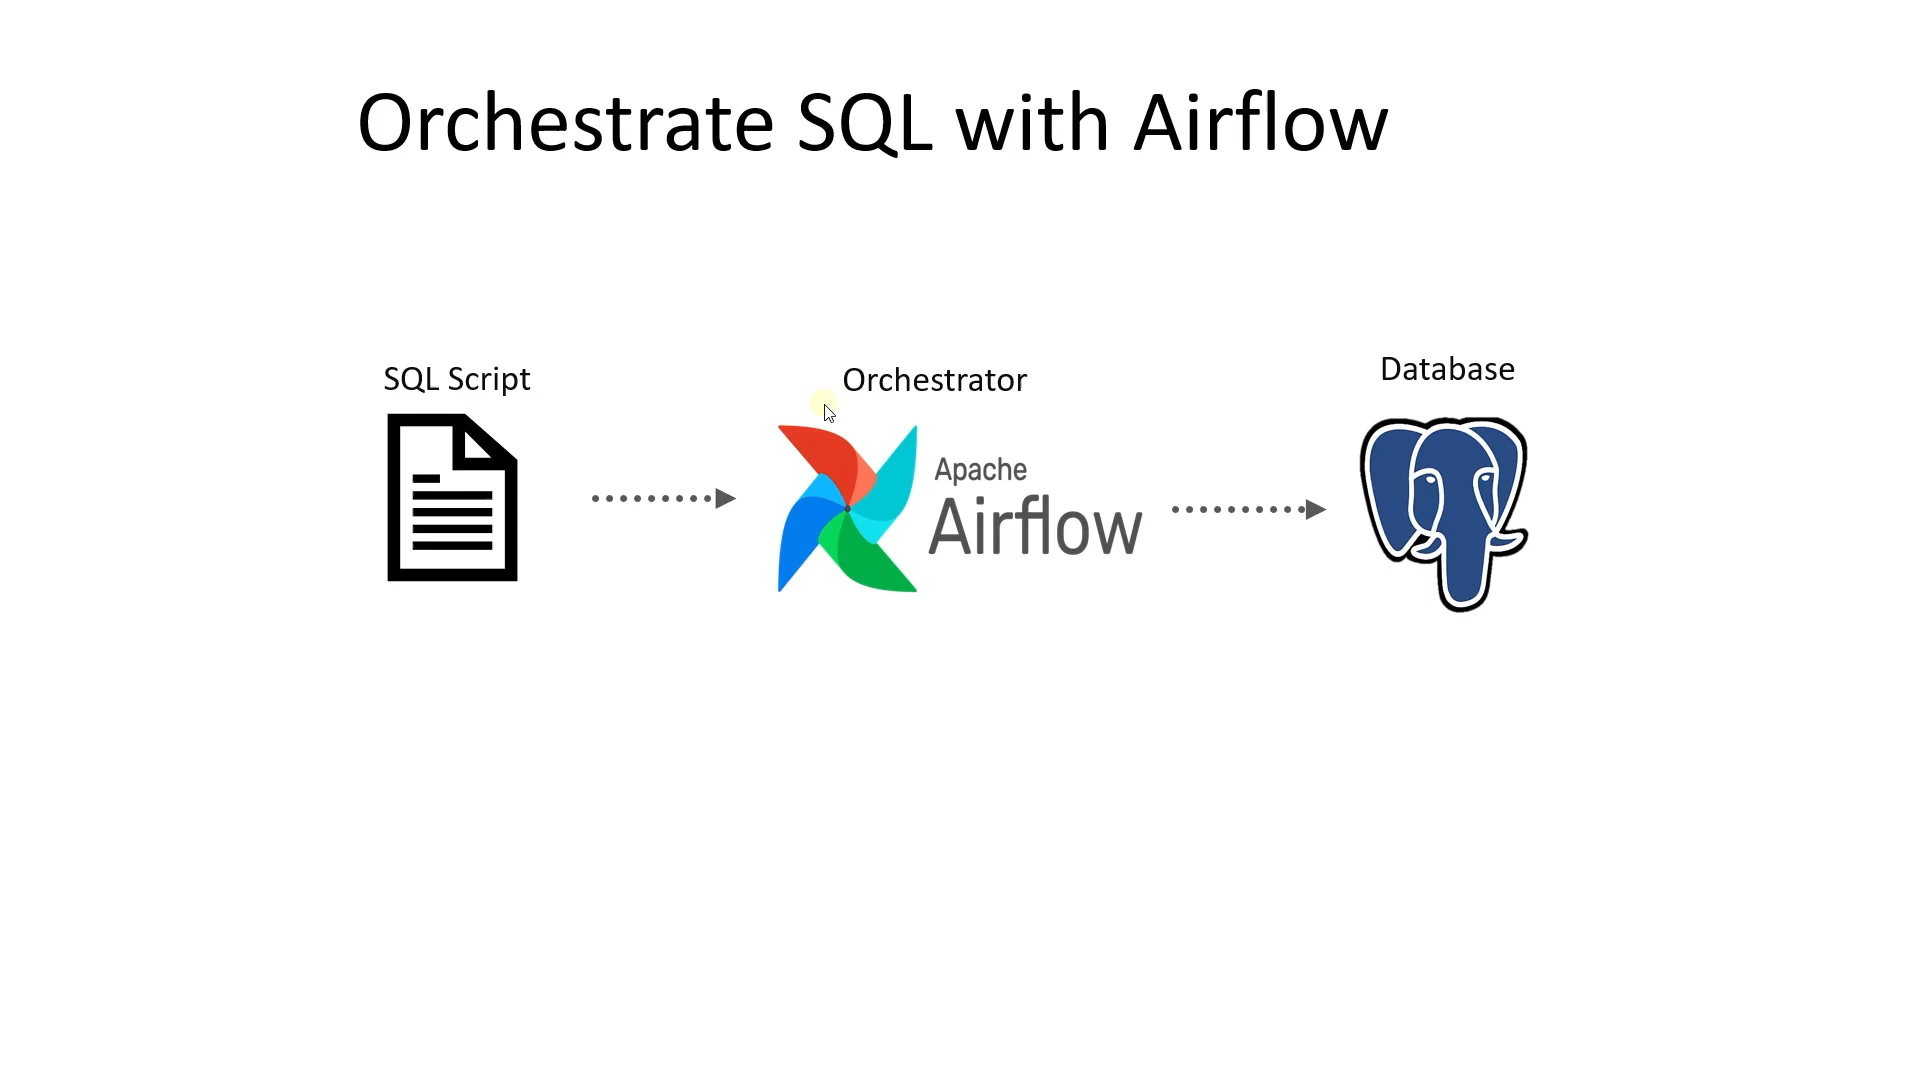 Orchestrate SQL with Airflow
SQL Script
Orchestrator
Database
Apache
Airflow